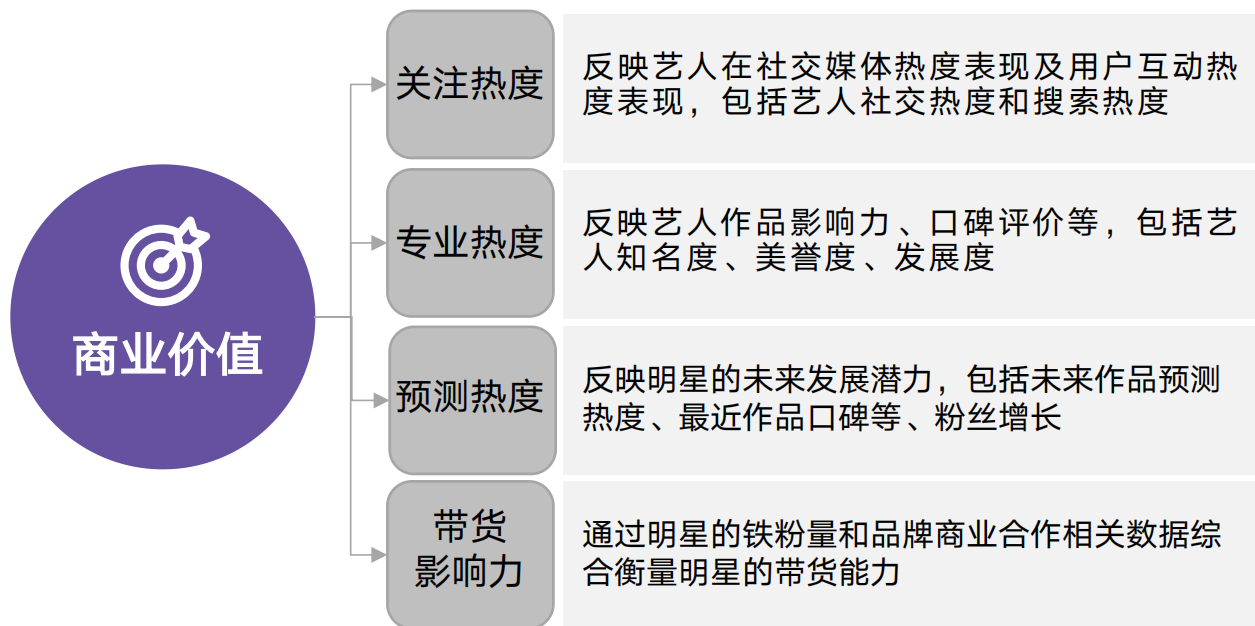 商业价值
关注热度
反映艺人在社交媒体热度表现及用户互动热
度表现，包括艺人社交热度和搜索热度
专业热度
反映艺人作品影响力、口碑评价等，包括艺
人知名度、美誉度、发展度
预测热度
反映明星的未来发展潜力，包括未来作品预测
热度、最近作品口碑等、粉丝增长
带货
影响力
通过明星的铁粉量和品牌商业合作相关数据综
合衡量明星的带货能力